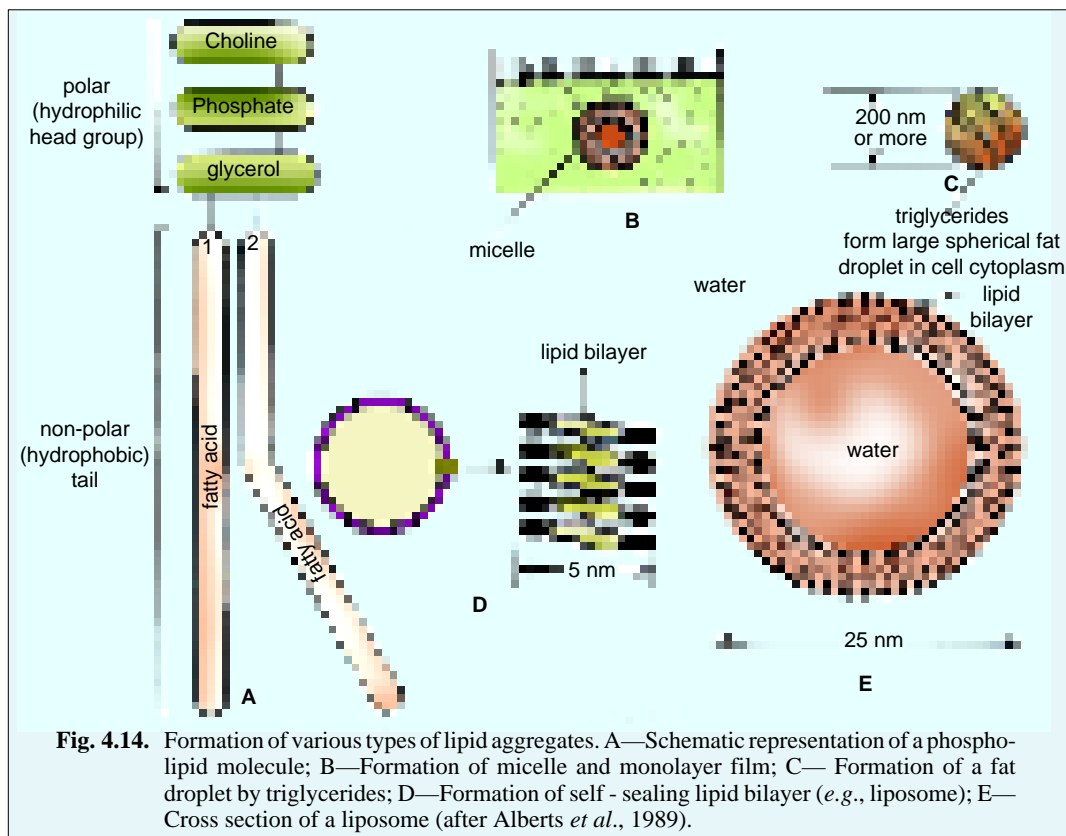 Choline
polar
(hydrophilic
head group)
Phosphate
glycerol
1
2
non-polar
(hydrophobic)
tail
fatty acid
fatty acid
A
micelle
B
200 nm
or more
C
triglycerides
form large spherical fat
droplet in cell cytoplasm
water
lipid
bilayer
lipid bilayer
5 nm
D
water
25 nm
E
Fig. 4.14. Formation of various types of lipid aggregates. A—Schematic representation of a phospho-
lipid molecule; B—Formation of micelle and monolayer film; C— Formation of a fat
droplet by triglycerides; D—Formation of self - sealing lipid bilayer (e.g., liposome); E—
Cross section of a liposome (after Alberts et al., 1989).